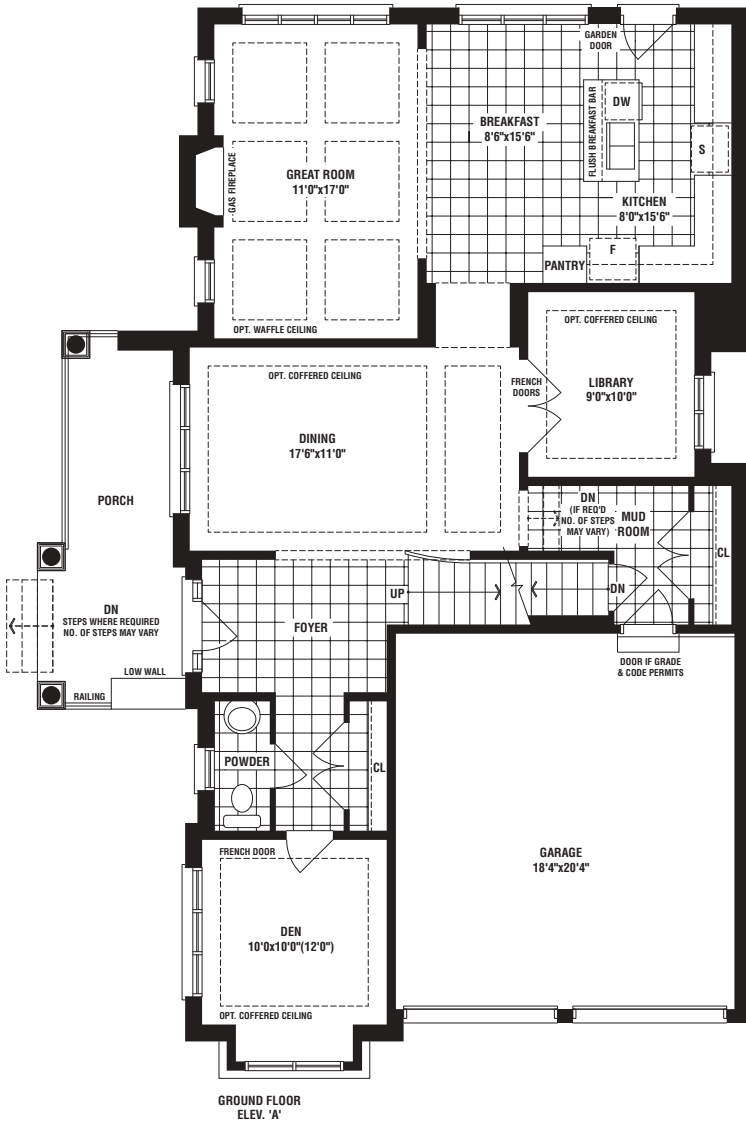 GARDEN
DOOR
FLUSH BREAKFAST BAR
DW
BREAKFAST
8'6"x15'6"
S
GAS FIREPLACE
GREAT ROOM
11'0"x17'0"
KITCHEN
8'0"x15'6"
F
PANTRY
OPT. WAFFLE CEILING
OPT. COFFERED CEILING
OPT. COFFERED CEILING
FRENCH
DOORS
LIBRARY
9'0"x10'0"
DINING
17'6"x11'0"
PORCH
DN
(IF REQ'D
NO. OF STEPS
MAY VARY)
MUD
ROOM
CL
UP
DN
DN
STEPS WHERE REQUIRED
NO. OF STEPS MAY VARY
FOYER
LOW WALL
RAILING
DOOR IF GRADE
& CODE PERMITS
POWDER
CL
FRENCH DOOR
GARAGE
18'4"x20'4"
DEN
10'0x10'0"(12'0")
OPT. COFFERED CEILING
GROUND FLOOR
ELEV. 'A'